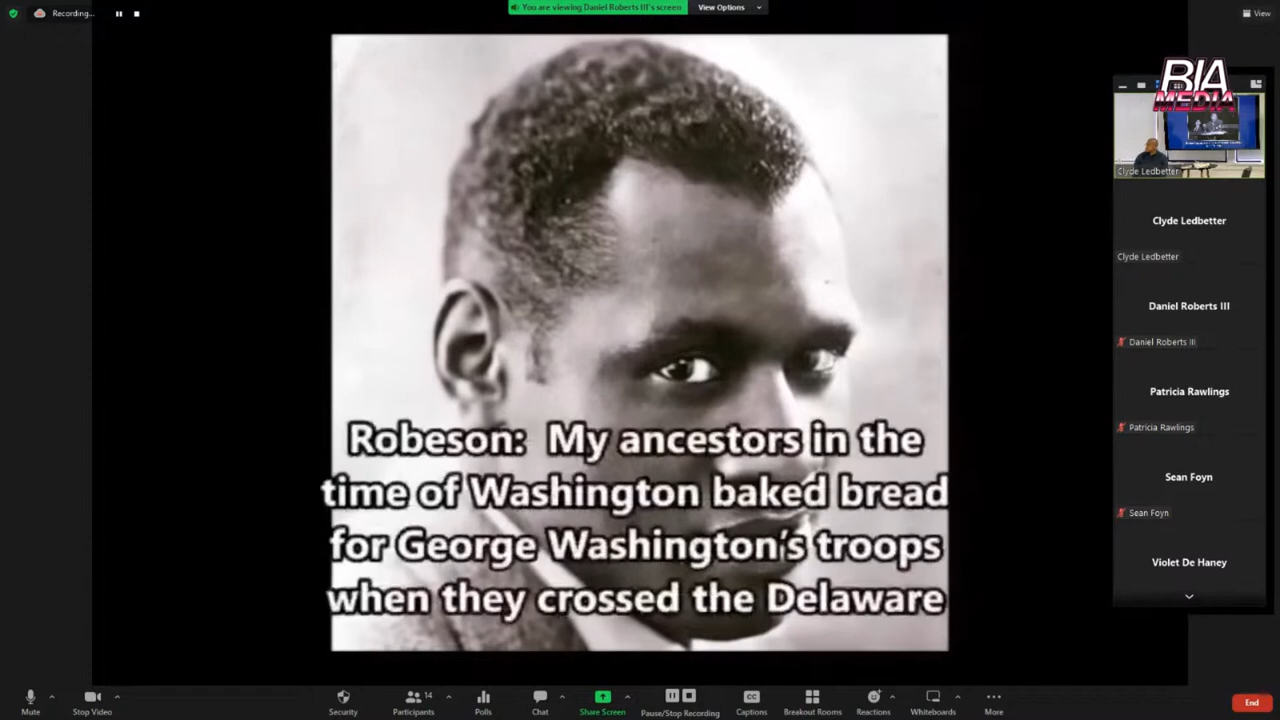 Recording...
You are viewing Daniel Roberts III's screen
View Options
View
BIA
MEDIA
Clyde Ledbetter
Clyde Ledbetter
Clyde Ledbetter
Daniel Roberts III
Daniel Roberts III
Patricia Rawlings
Patricia Rawlings
Sean Foyn
Sean Foyn
Violet De Haney
Robeson: My ancestors in the
time of Washington baked bread
for George Washington's troops
when they crossed the Delaware
Mute
Stop Video
Security
Participants 14
Polls
Chat
Share Screen
Pause/Stop Recording
CC
Captions
Breakout Rooms
Reactions
Whiteboards
More
End